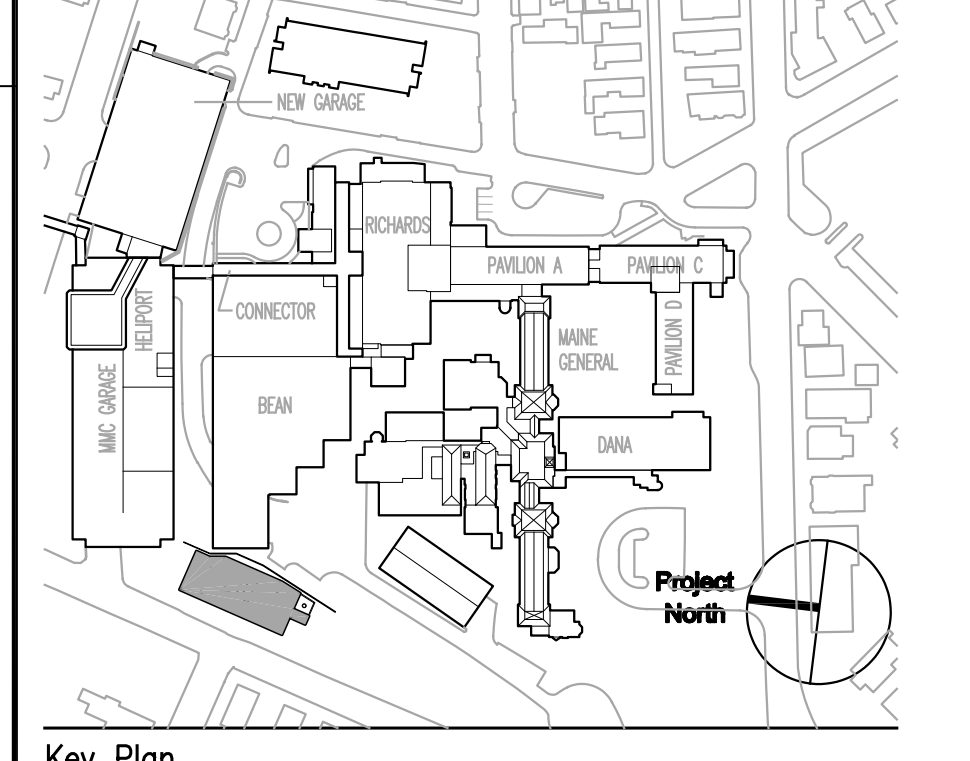 NEW GARAGE
RICHARDS
PAVILION A
PAVILION C
HELIPORT
CONNECTOR
MAINE
GENERAL
PAVILION D
MMC GARAGE
BEAN
DANA
Project
North
Key Plan